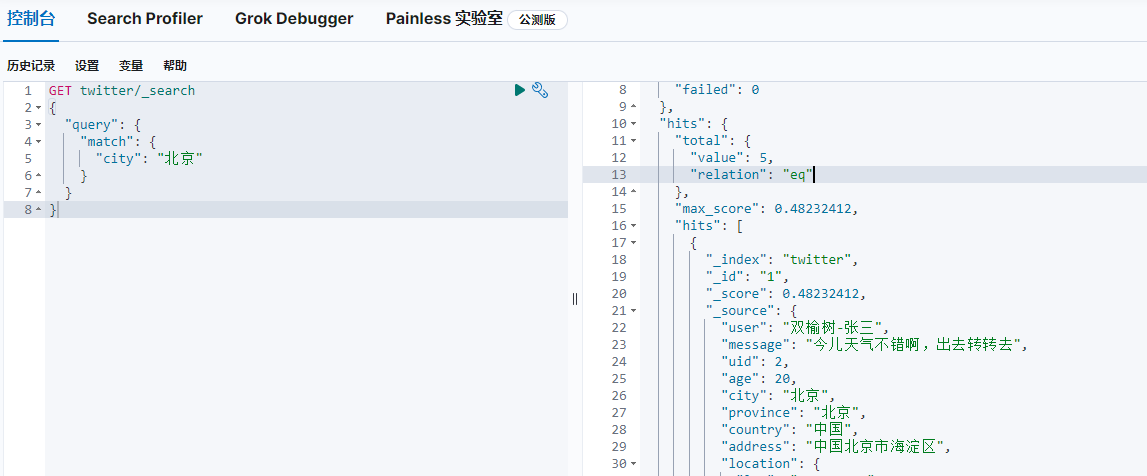 控制台 Search Profiler Grok Debugger Painless 实验室 公测版
历史记录 设置 变量 帮助
1 GET twitter/_search
2 {
3 "query": {
4 "match": {
5 "city": "北京"
6 }
7 }
8 }
8 "failed": 0
9 },
10 "hits": {
11 "total": {
12 "value": 5,
13 "relation": "eq"
14 },
15 "max_score": 0.48232412,
16 "hits": [
17 {
18 "_index": "twitter",
19 "_id": "1",
20 "_score": 0.48232412,
21 "_source": {
22 "user": "双榆树-张三",
23 "message": "今儿天气不错啊，出去转转去",
24 "uid": 2,
25 "age": 20,
26 "city": "北京",
27 "province": "北京",
28 "country": "中国",
29 "address": "中国北京市海淀区",
30 "location": {